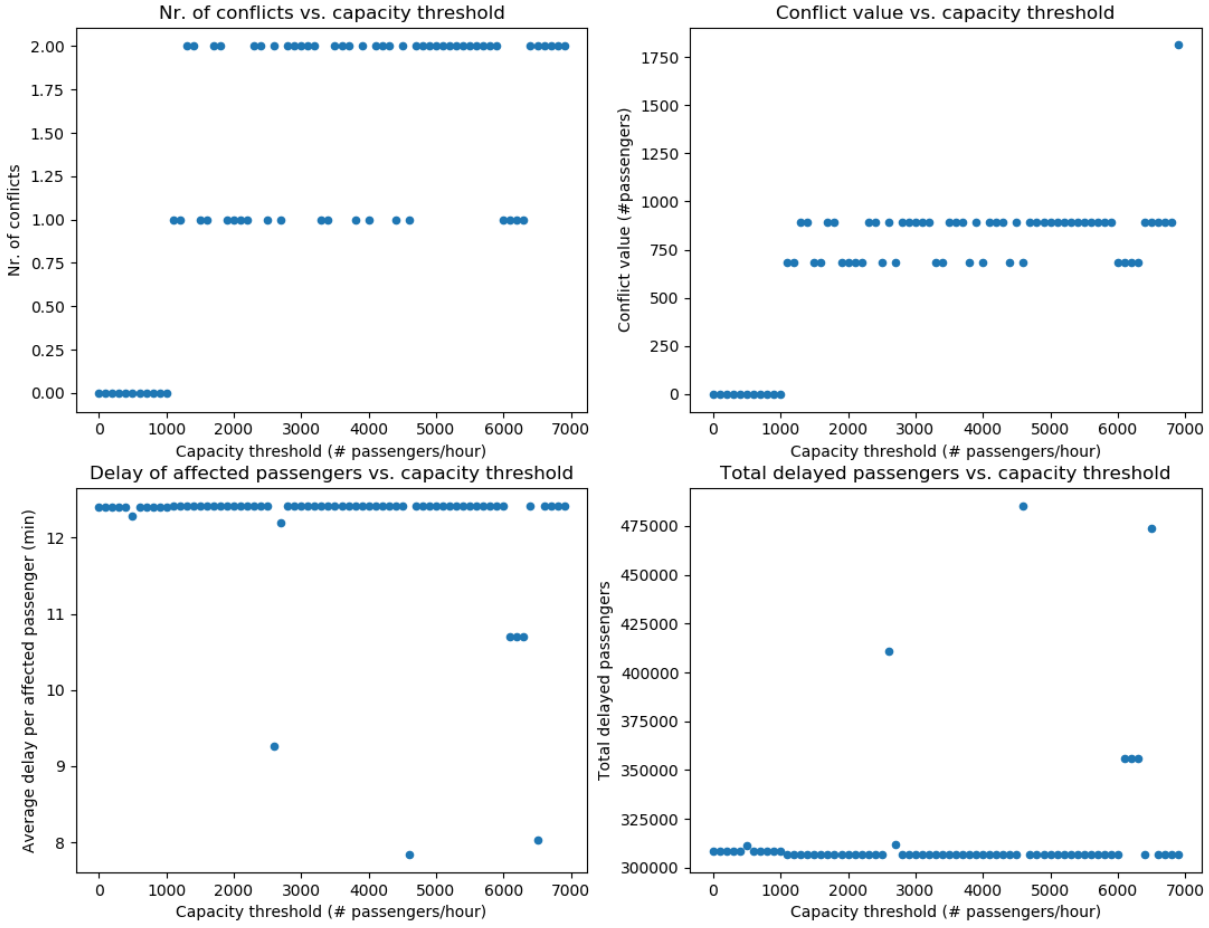 Nr. of conflicts vs. capacity threshold
2.00
1.75
1.50
1.25
1.00
0.75
0.50
0.25
0.00
Nr. of conflicts
0 1000 2000 3000 4000 5000 6000 7000
Capacity threshold (# passengers/hour)
Conflict value vs. capacity threshold
1750
1500
1250
1000
750
500
250
0
Conflict value (#passengers)
0 1000 2000 3000 4000 5000 6000 7000
Capacity threshold (# passengers/hour)
Delay of affected passengers vs. capacity threshold
12
11
10
9
8
Average delay per affected passenger (min)
0 1000 2000 3000 4000 5000 6000 7000
Capacity threshold (# passengers/hour)
Total delayed passengers vs. capacity threshold
475000
450000
425000
400000
375000
350000
325000
300000
Total delayed passengers
0 1000 2000 3000 4000 5000 6000 7000
Capacity threshold (# passengers/hour)